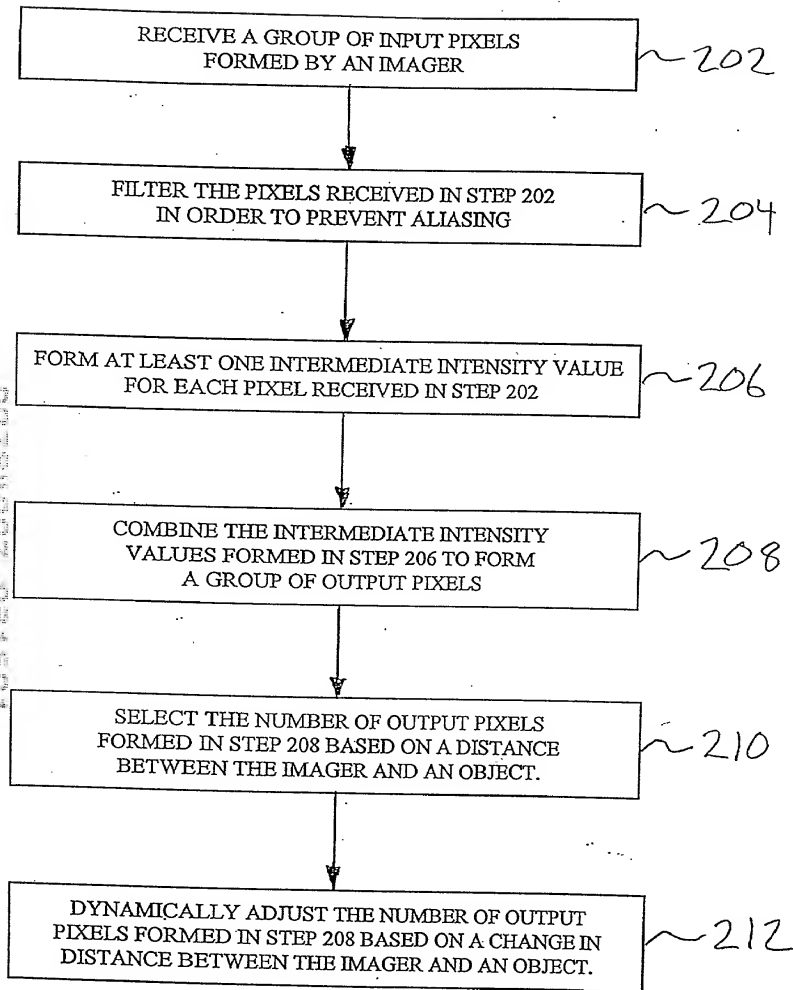 RECEIVE A GROUP OF INPUT PIXELS
FORMED BY AN IMAGER
202
FILTER THE PIXELS RECEIVED IN STEP 202
IN ORDER TO PREVENT ALIASING
204
FORM AT LEAST ONE INTERMEDIATE INTENSITY VALUE
FOR EACH PIXEL RECEIVED IN STEP 202
206
COMBINE THE INTERMEDIATE INTENSITY
VALUES FORMED IN STEP 206 TO FORM
A GROUP OF OUTPUT PIXELS
208
SELECT THE NUMBER OF OUTPUT PIXELS
FORMED IN STEP 208 BASED ON A DISTANCE
BETWEEN THE IMAGER AND AN OBJECT.
210
DYNAMICALLY ADJUST THE NUMBER OF OUTPUT
PIXELS FORMED IN STEP 208 BASED ON A CHANGE IN
DISTANCE BETWEEN THE IMAGER AND AN OBJECT.
212